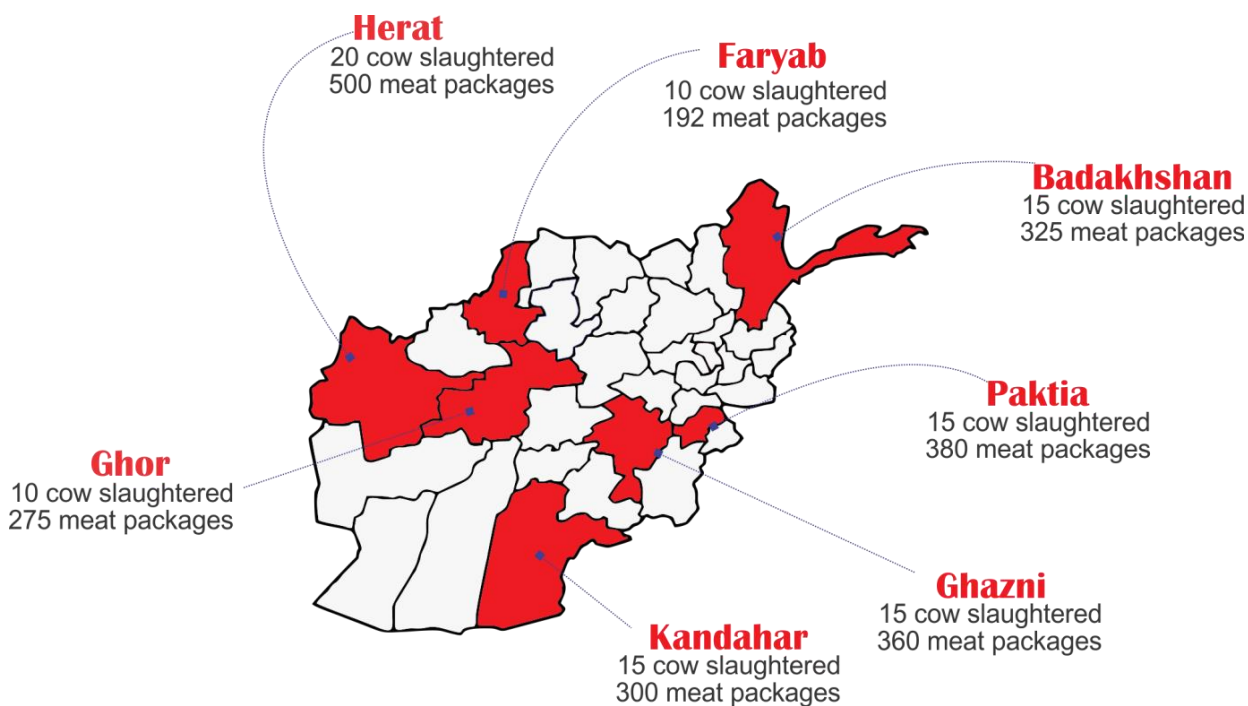 Herat
20 cow slaughtered
500 meat packages
Faryab
10 cow slaughtered
192 meat packages
Badakhshan
15 cow slaughtered
325 meat packages
Paktia
15 cow slaughtered
380 meat packages
Ghor
10 cow slaughtered
275 meat packages
Ghazni
15 cow slaughtered
360 meat packages
Kandahar
15 cow slaughtered
300 meat packages